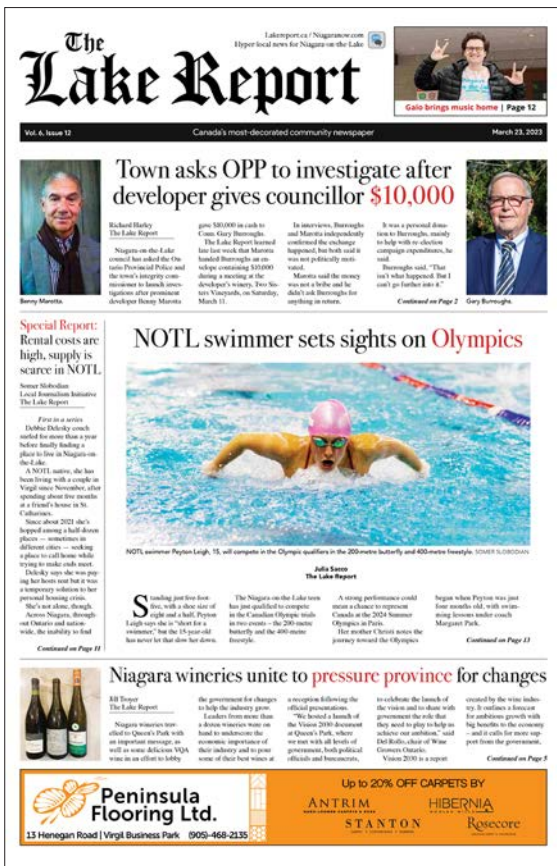 The
Lake Report
Lakereport.ca / Niagaranow.com
Hyper local news for Niagara-on-the-Lake
Gaio brings music home | Page 12
Vol. 6, Issue 12
Canada's most-decorated community newspaper
March 23, 2023
Town asks OPP to investigate after
developer gives councillor $10,000
Benny Marotta.
Richard Harley
The Lake Report
Niagara-on-the-Lake
council has asked the On-
tario Provincial Police and
the town's integrity com-
missioner to launch inves-
tigations after prominent
developer Benny Marotta
gave $10,000 in cash to
Coun. Gary Burroughs.
The Lake Report learned
late last week that Marotta
handed Burroughs an en-
velope containing $10,000
during a meeting at the
developer's winery, Two Sis-
ters Vineyards, on Saturday,
March 11.
In interviews, Burroughs
and Marotta independently
confirmed the exchange
happened, but both said it
was not politically moti-
vated.
Marotta said the money
was not a bribe and he
didn't ask Burroughs for
anything in return.
It was a personal dona-
tion to Burroughs, mainly
to help with re-election
campaign expenditures, he
said.
Burroughs said, "That
isn't what happened. But I
can't go further into it."
Continued on Page 2
Gary Burroughs.
Special Report:
Rental costs are
high, supply is
scarce in NOTL
Somer Slobodian
Local Journalism Initiative
The Lake Report
First in a series
Debbie Delesky couch
surfed for more than a year
before finally finding a
place to live in Niagara-on-
the-Lake.
A NOTL native, she has
been living with a couple in
Virgil since November, after
spending about five months
at a friend's house in St.
Catharines.
Since about 2021 she's
hopped among a half-dozen
places — sometimes in
different cities — seeking
a place to call home while
trying to make ends meet.
Delesky says she was pay-
ing her hosts rent but it was
a temporary solution to her
personal housing crisis.
She's not alone, though.
Across Niagara, through-
out Ontario and nation-
wide, the inability to find
Continued on Page 11
NOTL swimmer sets sights on Olympics
NOTL swimmer Peyton Leigh, 15, will compete in the Olympic qualifiers in the 200-metre butterfly and 400-metre freestyle. SOMER SLOBODIAN
Julia Sacco
The Lake Report
Standing just five-foot-
five, with a shoe size of
eight and a half, Peyton
Leigh says she is "short for a
swimmer," but the 15-year-old
has never let that slow her down.
The Niagara-on-the-Lake teen
has just qualified to compete
in the Canadian Olympic trials
in two events – the 200-metre
butterfly and the 400-metre
freestyle.
A strong performance could
mean a chance to represent
Canada at the 2024 Summer
Olympics in Paris.
Her mother Christi notes the
journey toward the Olympics
began when Peyton was just
four months old, with swim-
ming lessons under coach
Margaret Park.
Continued on Page 13
Niagara wineries unite to pressure province for changes
Jill Troyer
The Lake Report
Niagara wineries trav-
elled to Queen's Park with
an important message, as
well as some delicious VQA
wine in an effort to lobby
the government for changes
to help the industry grow.
Leaders from more than
a dozen wineries were on
hand to underscore the
economic importance of
their industry and to pour
some of their best wines at
a reception following the
official presentations.
"We hosted a launch of
the Vision 2030 document
at Queen's Park, where
we met with all levels of
government, both political
officials and bureaucrats,
to celebrate the launch of
the vision and to share with
government the role that
they need to play to help us
achieve our ambition," said
Del Rollo, chair of Wine
Growers Ontario.
Vision 2030 is a report
created by the wine indus-
try. It outlines a forecast for
ambitious growth with
big benefits to the economy
– and it calls for more sup-
port from the government,
Continued on Page 5
Peninsula
Flooring Ltd.
13 Henegan Road | Virgil Business Park (905)-468-2135
Up to 20% OFF CARPETS BY
ANTRIM
HIBERNIA
STANTON
Rosecore